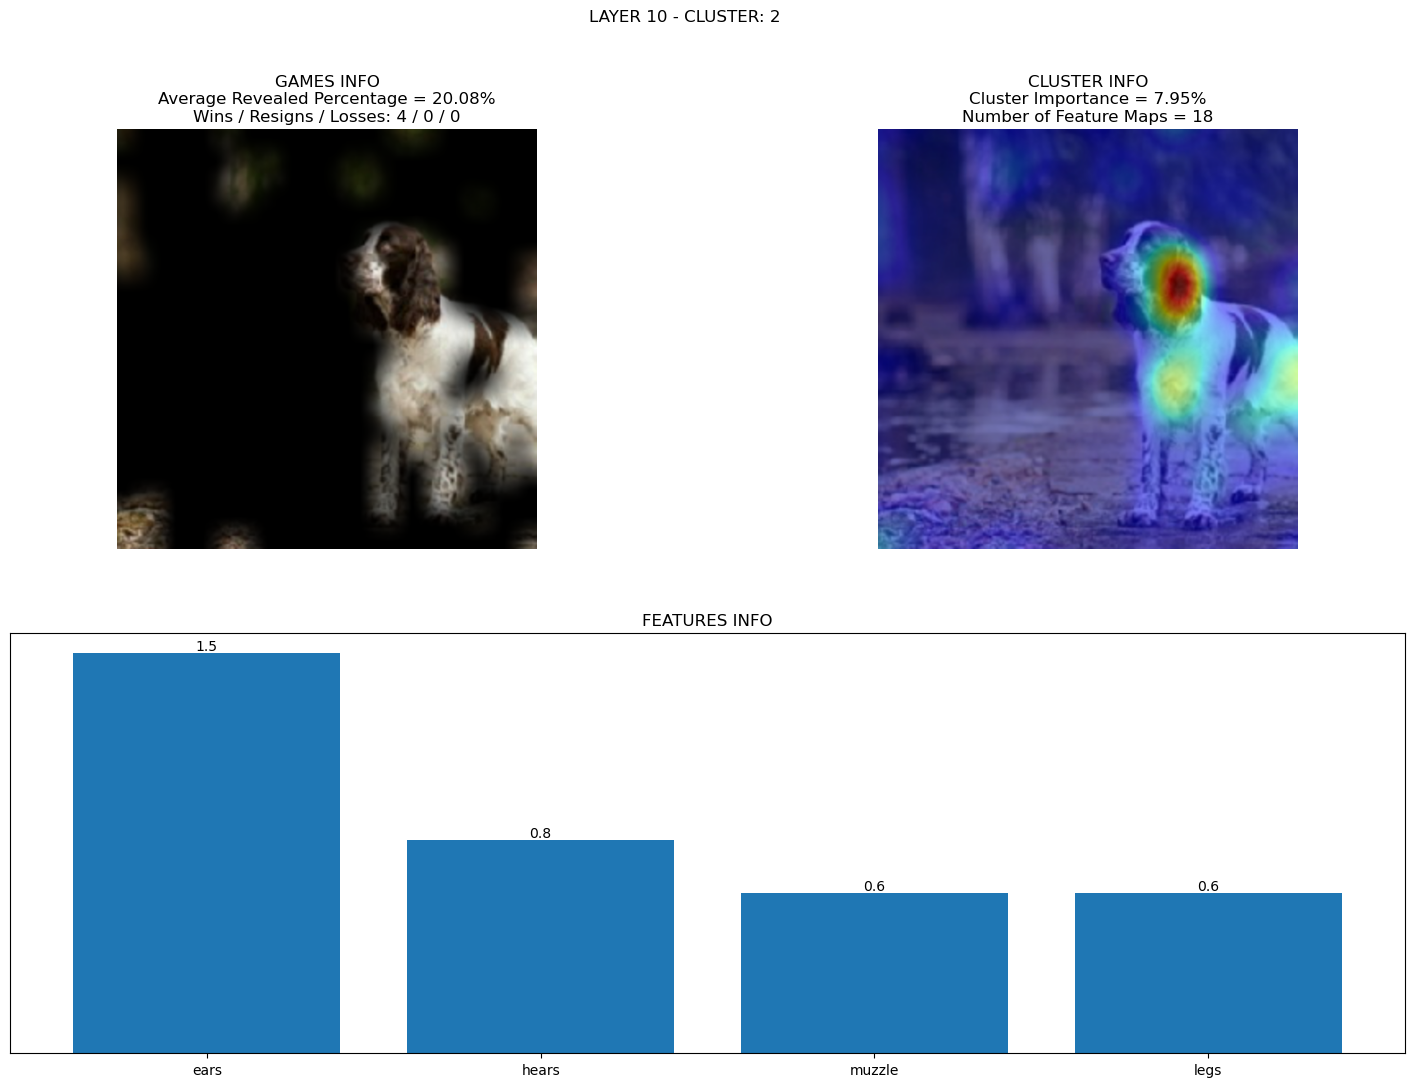 LAYER 10 - CLUSTER: 2
GAMES INFO
Average Revealed Percentage = 20.08%
Wins / Resigns / Losses: 4 / 0 / 0
CLUSTER INFO
Cluster Importance = 7.95%
Number of Feature Maps = 18
FEATURES INFO
1.5
0.8
0.6
0.6
ears
hears
muzzle
legs